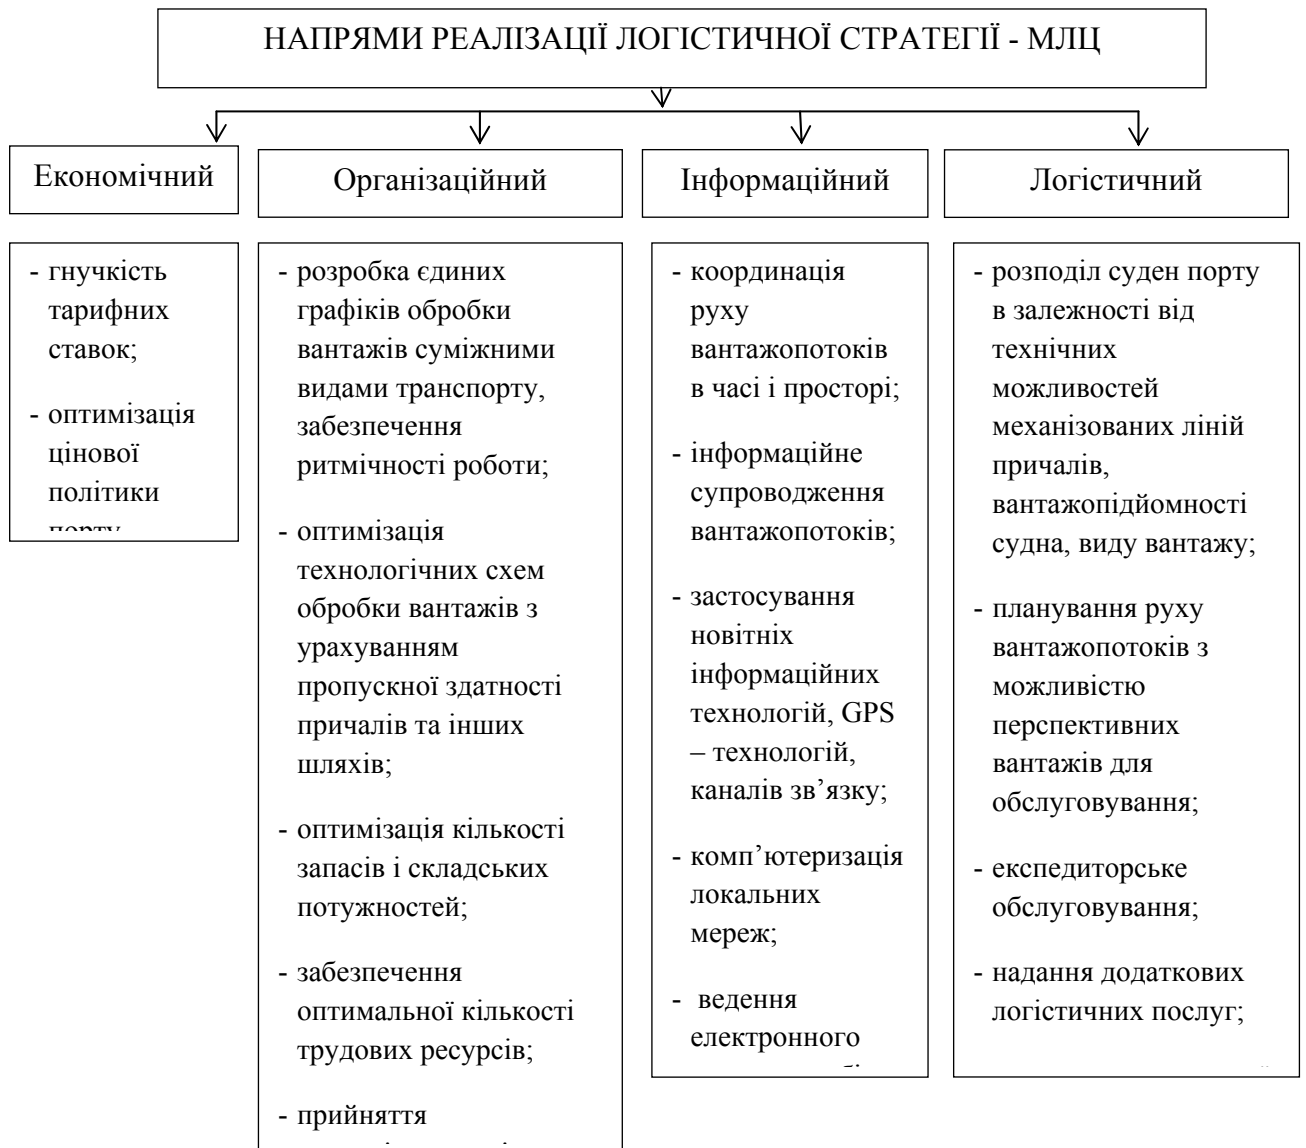 НАПРЯМИ РЕАЛІЗАЦІЇ ЛОГІСТИЧНОЇ СТРАТЕГІЇ - МЛЦ
Економічний
Організаційний
Інформаційний
Логістичний
- гнучкість
тарифних
ставок;
- оптимізація
цінової
політики
порту
- розробка єдиних
графіків обробки
вантажів суміжними
видами транспорту,
забезпечення
ритмічності роботи;
- оптимізація
технологічних схем
обробки вантажів з
урахуванням
пропускної здатності
причалів та інших
шляхів;
- оптимізація кількості
запасів і складських
потужностей;
- забезпечення
оптимальної кількості
трудових ресурсів;
- прийняття
- координація
руху
вантажопотоків
в часі і просторі;
- інформаційне
супроводження
вантажопотоків;
- застосування
новітніх
інформаційних
технологій, GPS
– технологій,
каналів зв’язку;
- комп’ютеризація
локальних
мереж;
- ведення
електронного
- розподіл суден порту
в залежності від
технічних
можливостей
механізованих ліній
причалів,
вантажопідйомності
судна, виду вантажу;
- планування руху
вантажопотоків з
можливістю
перспективних
вантажів для
обслуговування;
- експедиторське
обслуговування;
- надання додаткових
логістичних послуг;